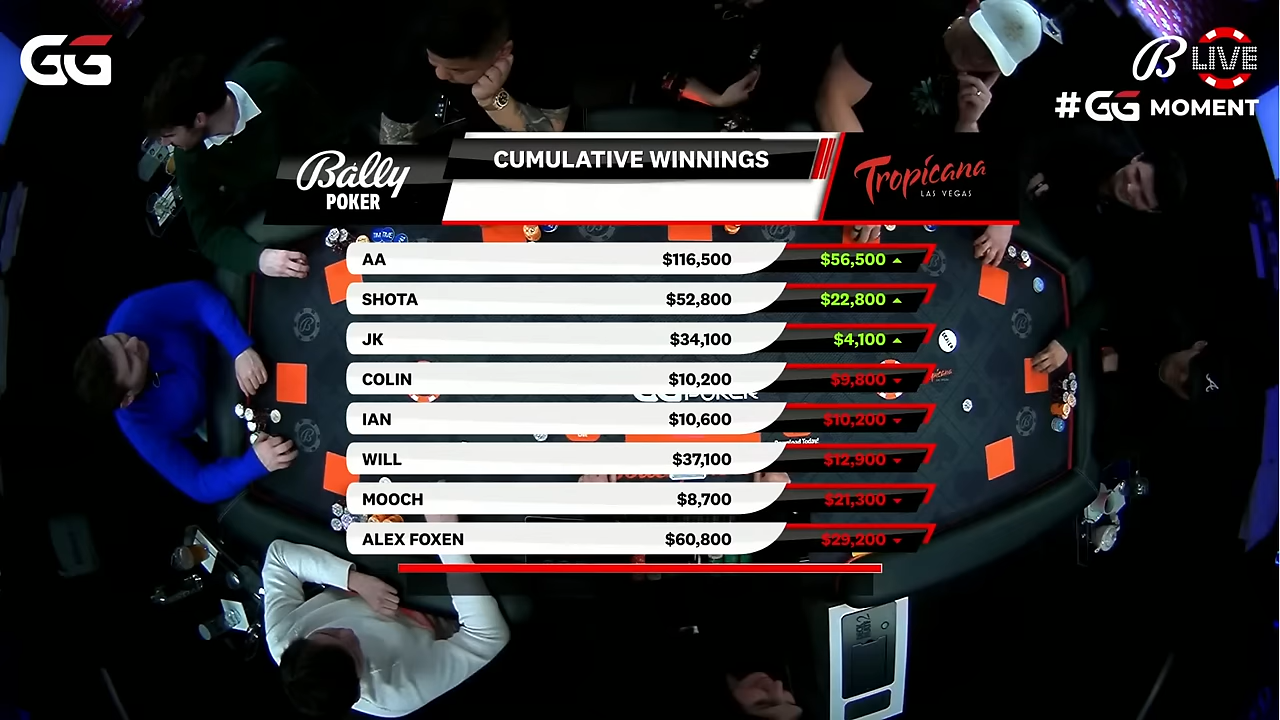 GG
B LIVE
#GG MOMENT
Bally
POKER
CUMULATIVE WINNINGS
Tropicana
LAS VEGAS
AA $116,500 $56,500
SHOTA $52,800 $22,800
JK $34,100 $4,100
COLIN $10,200 $9,800
IAN $10,600 $10,200
WILL $37,100 $12,900
MOOCH $8,700 $21,300
ALEX FOXEN $60,800 $29,200